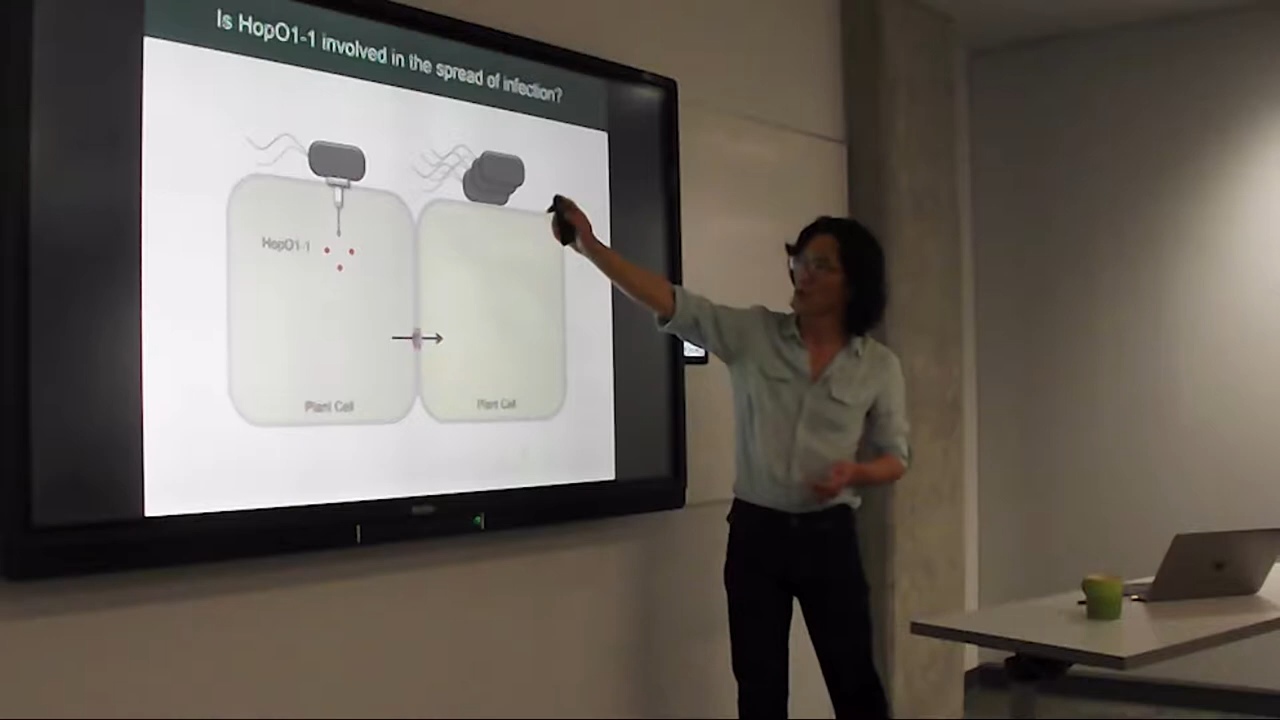 Is HopO1-1 involved in the spread of infection?
HopO1-1
Plant Cell
Plant Cell